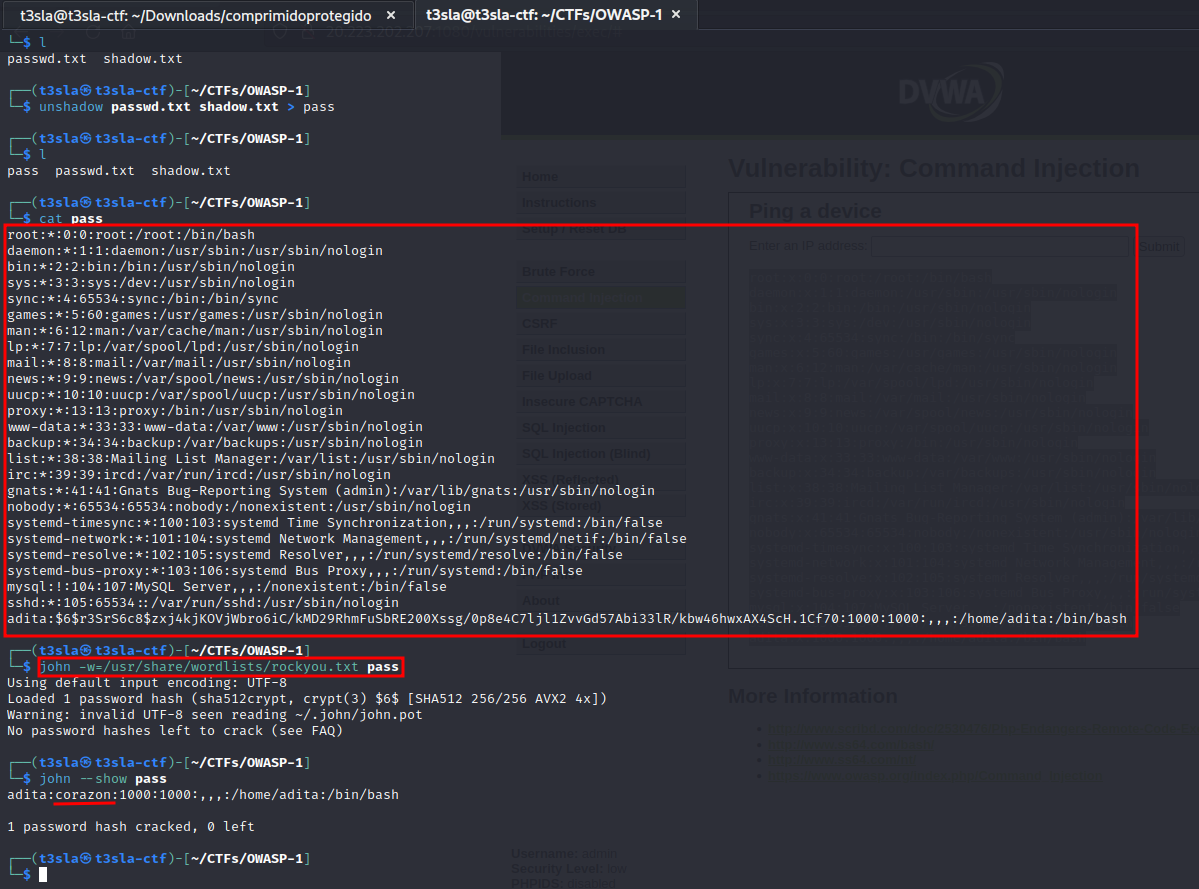 t3sla@t3sla-ctf: ~/Downloads/comprimidoprotegido ×
t3sla@t3sla-ctf: ~/CTFs/OWASP-1 ×
20.223.202.207
└─$ l
passwd.txt  shadow.txt
┌──(t3sla㉿t3sla-ctf)-[~/CTFs/OWASP-1]
└─$ unshadow passwd.txt shadow.txt > pass
┌──(t3sla㉿t3sla-ctf)-[~/CTFs/OWASP-1]
└─$ l
pass  passwd.txt  shadow.txt
┌──(t3sla㉿t3sla-ctf)-[~/CTFs/OWASP-1]
└─$ cat pass
root:*:0:0:root:/root:/bin/bash
daemon:*:1:1:daemon:/usr/sbin:/usr/sbin/nologin
bin:*:2:2:bin:/bin:/usr/sbin/nologin
sys:*:3:3:sys:/dev:/usr/sbin/nologin
sync:*:4:65534:sync:/bin:/bin/sync
games:*:5:60:games:/usr/games:/usr/sbin/nologin
man:*:6:12:man:/var/cache/man:/usr/sbin/nologin
lp:*:7:7:lp:/var/spool/lpd:/usr/sbin/nologin
mail:*:8:8:mail:/var/mail:/usr/sbin/nologin
news:*:9:9:news:/var/spool/news:/usr/sbin/nologin
uucp:*:10:10:uucp:/var/spool/uucp:/usr/sbin/nologin
proxy:*:13:13:proxy:/bin:/usr/sbin/nologin
www-data:*:33:33:www-data:/var/www:/usr/sbin/nologin
backup:*:34:34:backup:/var/backups:/usr/sbin/nologin
list:*:38:38:Mailing List Manager:/var/list:/usr/sbin/nologin
irc:*:39:39:ircd:/var/run/ircd:/usr/sbin/nologin
gnats:*:41:41:Gnats Bug-Reporting System (admin):/var/lib/gnats:/usr/sbin/nologin
nobody:*:65534:65534:nobody:/nonexistent:/usr/sbin/nologin
systemd-timesync:*:100:103:systemd Time Synchronization,,,:/run/systemd:/bin/false
systemd-network:*:101:104:systemd Network Management,,,:/run/systemd/netif:/bin/false
systemd-resolve:*:102:105:systemd Resolver,,,:/run/systemd/resolve:/bin/false
systemd-bus-proxy:*:103:106:systemd Bus Proxy,,,:/run/systemd:/bin/false
mysql:!:104:107:MySQL Server,,,:/nonexistent:/bin/false
sshd:*:105:65534::/var/run/sshd:/usr/sbin/nologin
adita:$6$r3SrS6c8$zxj4kjKOVjWbro6iC/kMD29RhmFuSbRE200Xssg/0p8e4C7ljl1ZvvGd57Abi33lR/kbw46hwxAX4ScH.1Cf70:1000:1000:,,,:/home/adita:/bin/bash
┌──(t3sla㉿t3sla-ctf)-[~/CTFs/OWASP-1]
└─$ john -w=/usr/share/wordlists/rockyou.txt pass
Using default input encoding: UTF-8
Loaded 1 password hash (sha512crypt, crypt(3) $6$ [SHA512 256/256 AVX2 4x])
Warning: invalid UTF-8 seen reading ~/.john/john.pot
No password hashes left to crack (see FAQ)
┌──(t3sla㉿t3sla-ctf)-[~/CTFs/OWASP-1]
└─$ john --show pass
adita:corazon:1000:1000:,,,:/home/adita:/bin/bash
1 password hash cracked, 0 left
┌──(t3sla㉿t3sla-ctf)-[~/CTFs/OWASP-1]
└─$
DVWA
Home
Instructions
Setup / Reset DB
Brute Force
Command Injection
CSRF
File Inclusion
File Upload
Insecure CAPTCHA
SQL Injection
SQL Injection (Blind)
XSS (Reflected)
XSS (Stored)
About
Logout
Vulnerability: Command Injection
Ping a device
Enter an IP address:
Submit
More Information
Username: admin
Security Level: low
PHPIDS: disabled